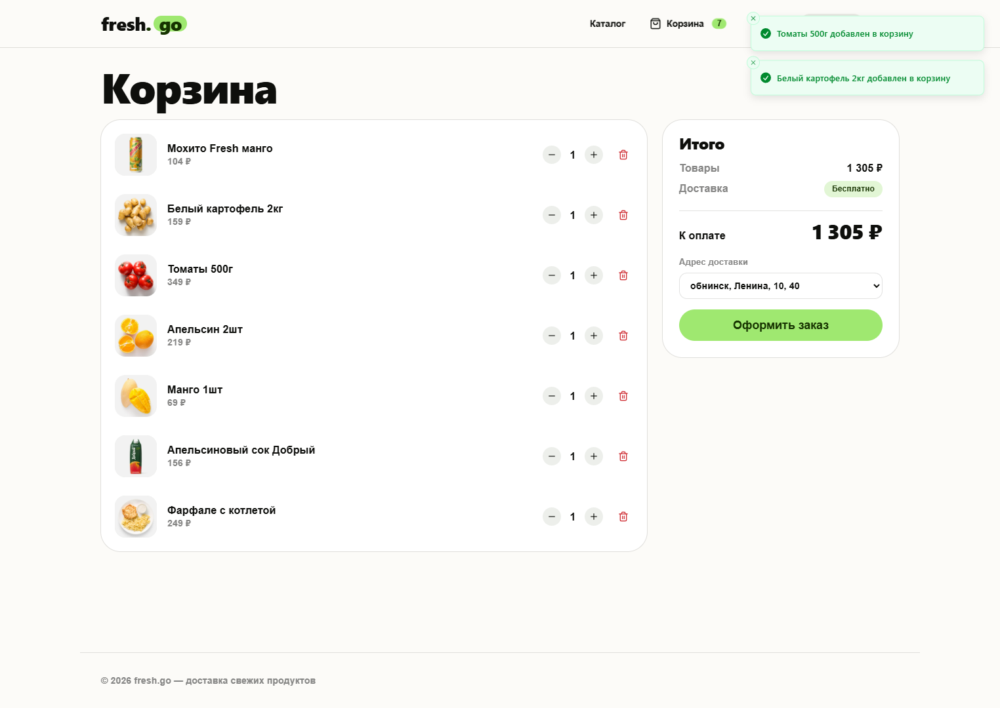 fresh. go
Каталог
Корзина 7
Томаты 500г добавлен в корзину
Белый картофель 2кг добавлен в корзину
Корзина
Мохито Fresh манго
104 ₽
1
Белый картофель 2кг
159 ₽
1
Томаты 500г
349 ₽
1
Апельсин 2шт
219 ₽
1
Манго 1шт
69 ₽
1
Апельсиновый сок Добрый
156 ₽
1
Фарфале с котлетой
249 ₽
1
Итого
Товары 1 305 ₽
Доставка Бесплатно
К оплате 1 305 ₽
Адрес доставки
обнинск, Ленина, 10, 40
Оформить заказ
© 2026 fresh.go — доставка свежих продуктов